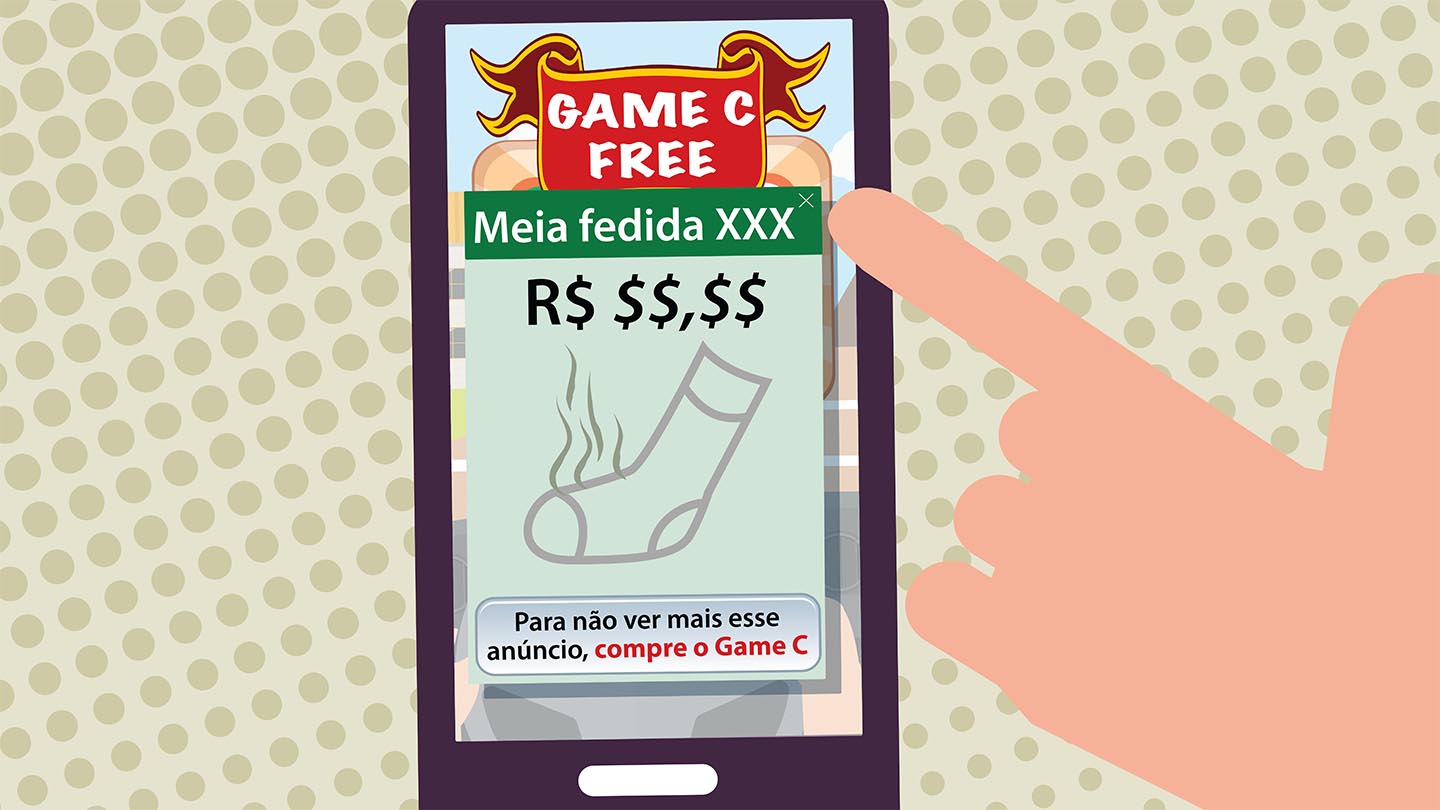 GAME C
FREE
Meia fedida XXX
R$ $$,$$
Para não ver mais esse
anúncio, compre o Game C